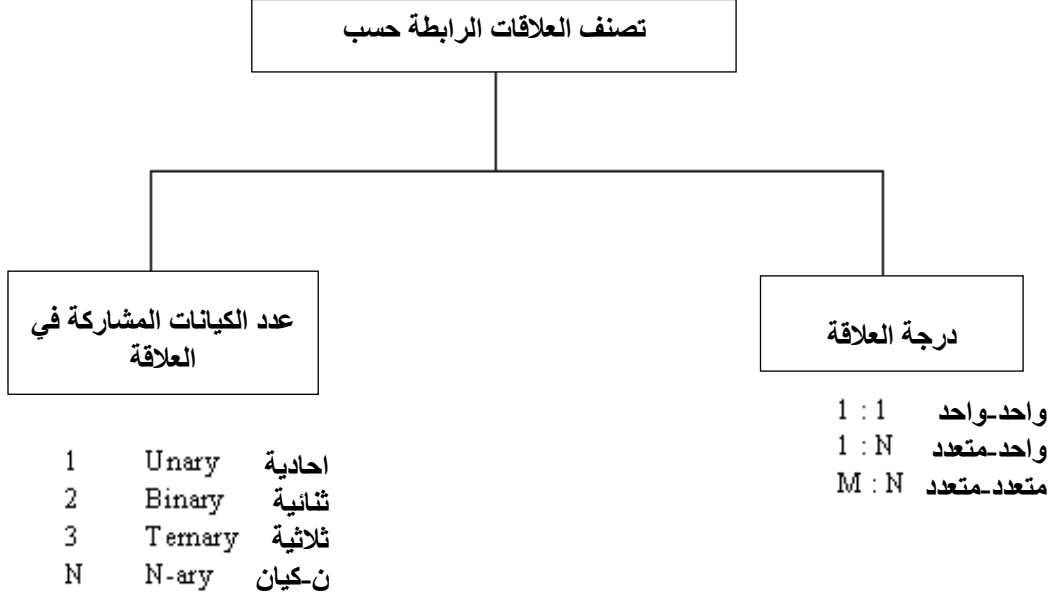 تصنف العلاقات الرابطة حسب
درجة العلاقة
واحد-واحد 1 : 1
واحد-متعدد 1 : N
متعدد-متعدد M : N
عدد الكيانات المشاركة في
العلاقة
1 Unary احادية
2 Binary ثنائية
3 Ternary ثلاثية
N N-ary ن-كيان